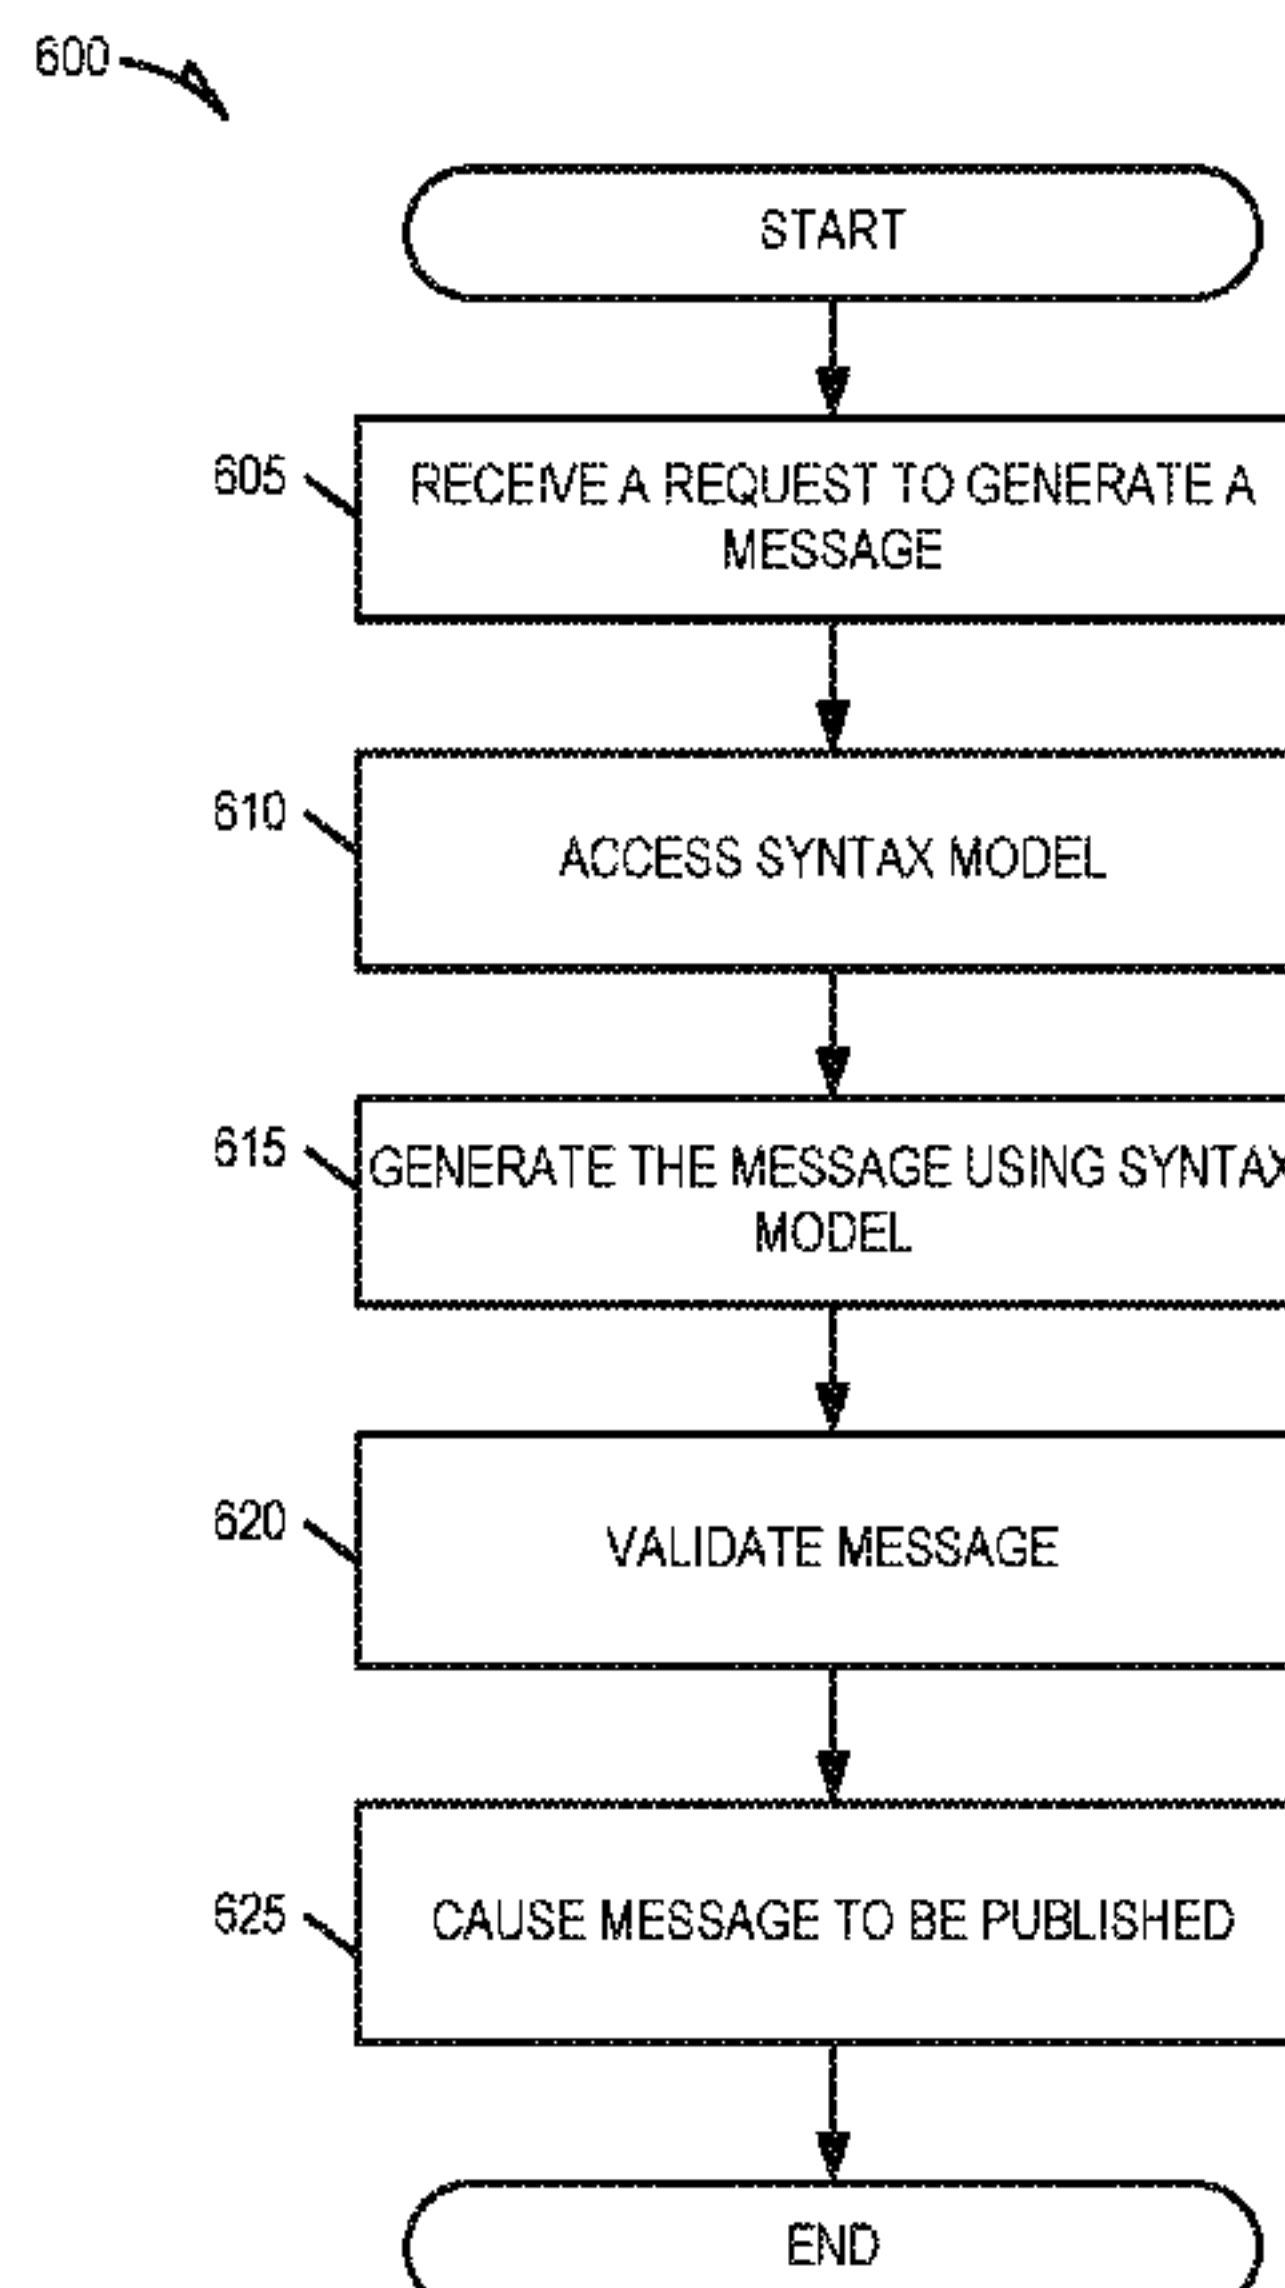 600
START
605
RECEIVE A REQUEST TO GENERATE A
MESSAGE
610
ACCESS SYNTAX MODEL
615
GENERATE THE MESSAGE USING SYNTAX
MODEL
620
VALIDATE MESSAGE
625
CAUSE MESSAGE TO BE PUBLISHED
END